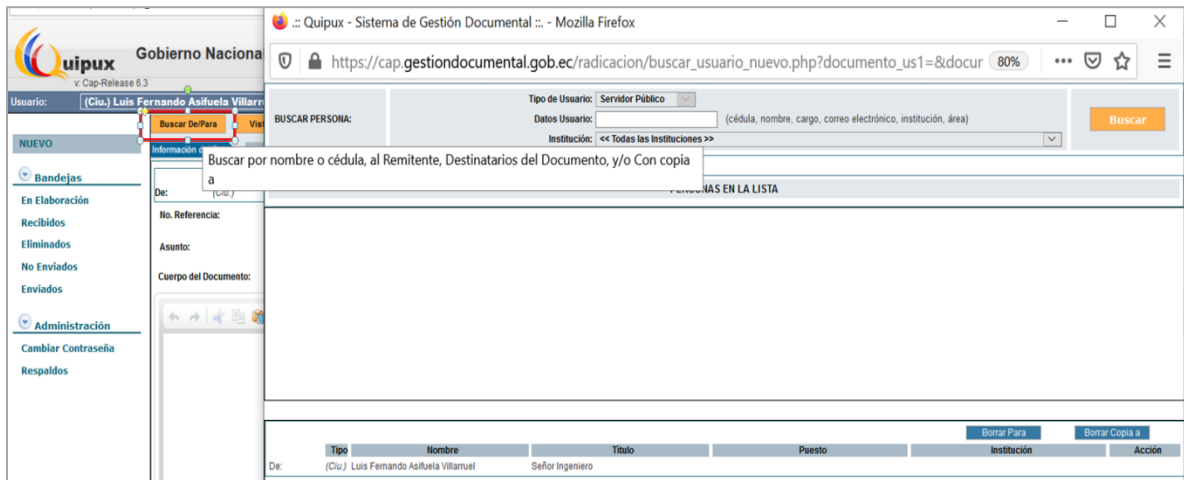 .:: Quipux - Sistema de Gestión Documental ::. - Mozilla Firefox
uipux
Gobierno Naciona
v. Cap-Release 6.3
https://cap.gestiondocumental.gob.ec/radicacion/buscar_usuario_nuevo.php?documento_us1=&docur 80%
Usuario: (Ciu.) Luis Fernando Asifuela Villarr
Buscar De/Para
NUEVO
Información d
Bandejas
En Elaboración
Recibidos
Eliminados
No Enviados
Enviados
Administración
Cambiar Contraseña
Respaldos
Buscar por nombre o cédula, al Remitente, Destinatarios del Documento, y/o Con copia
a
De: (Ciu.)
No. Referencia:
Asunto:
Cuerpo del Documento:
BUSCAR PERSONA:
Tipo de Usuario: Servidor Público
Datos Usuario: (cédula, nombre, cargo, correo electrónico, institución, área)
Institución: << Todas las Instituciones >>
Buscar
EN LA LISTA
Borrar Para Borrar Copia a
Tipo Nombre Título Puesto Institución Acción
De: (Ciu.) Luis Fernando Asifuela Villarruel Señor Ingeniero